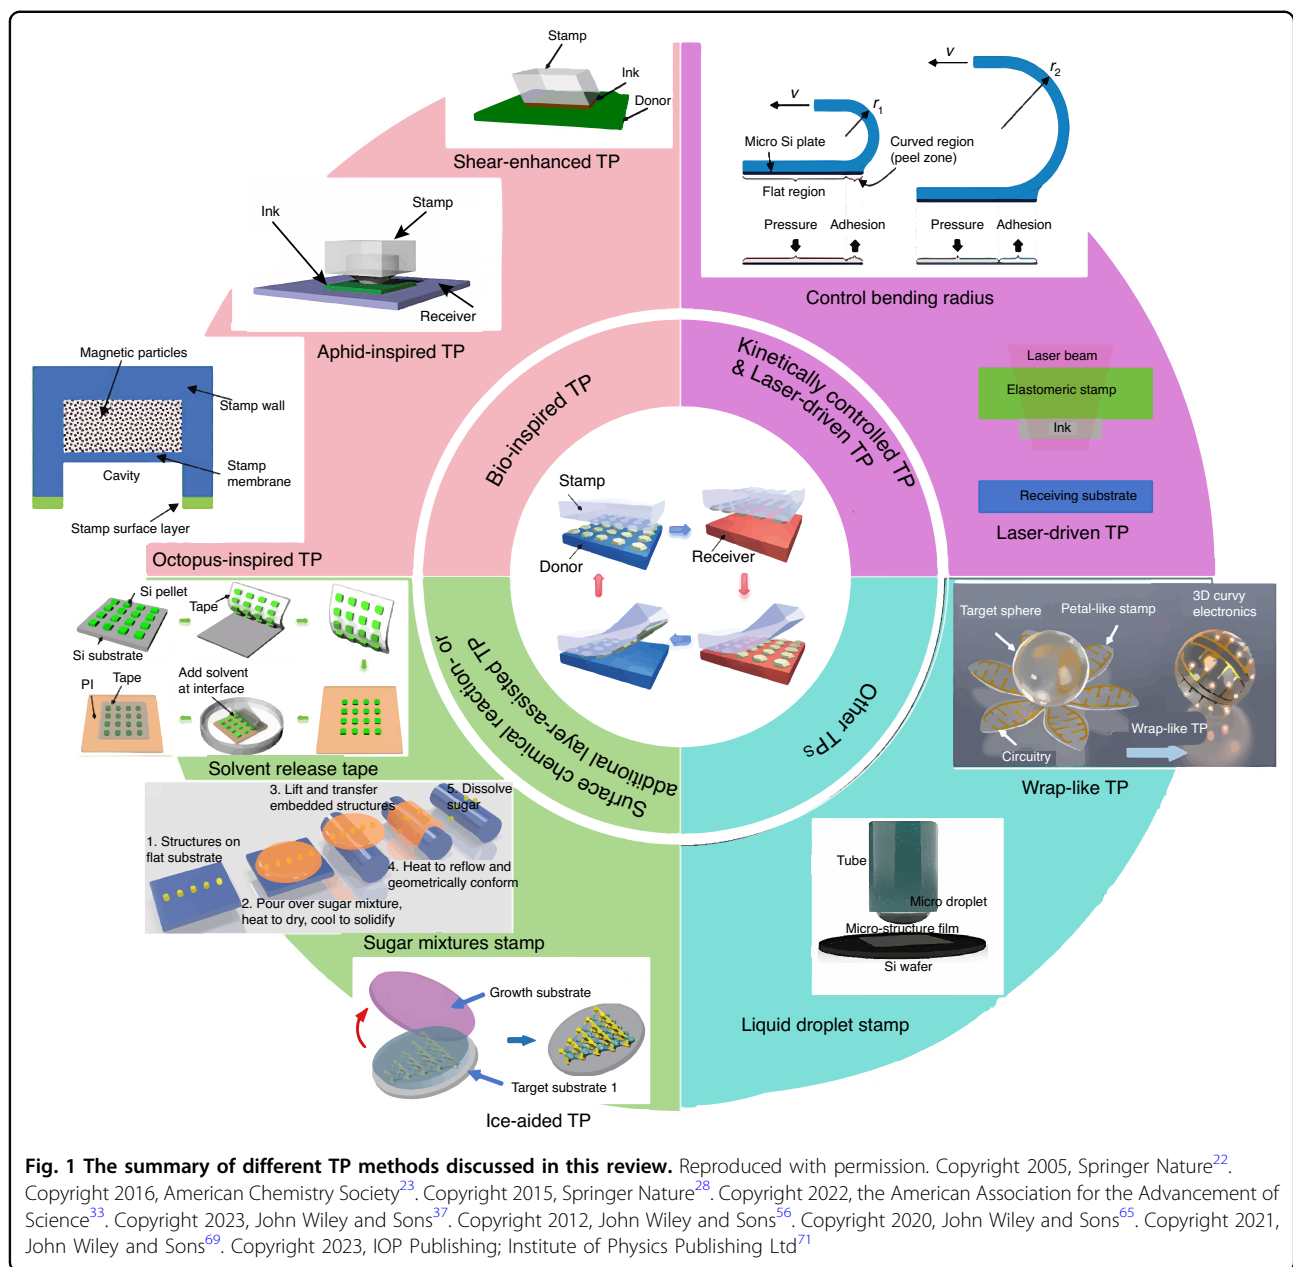 Stamp
Ink
Donor
Shear-enhanced TP
Ink
Stamp
Receiver
Aphid-inspired TP
Magnetic particles
Stamp wall
Stamp
membrane
Cavity
Stamp surface layer
Octopus-inspired TP
v
r1
Micro Si plate
Curved region
(peel zone)
Flat region
Pressure
Adhesion
v
r2
Pressure
Adhesion
Control bending radius
Laser beam
Elastomeric stamp
Ink
Receiving substrate
Laser-driven TP
Bio-inspired TP
Kinetically controlled TP
& Laser-driven TP
Surface chemical reaction- or
additional layer-assisted TP
Other TPs
Stamp
Donor
Receiver
Si pellet
Tape
Si substrate
PI
Tape
Add solvent
at interface
Solvent release tape
1. Structures on
flat substrate
2. Pour over sugar mixture,
heat to dry, cool to solidify
3. Lift and transfer
embedded structures
4. Heat to reflow and
geometrically conform
5. Dissolve
sugar
Sugar mixtures stamp
Growth substrate
Target substrate 1
Ice-aided TP
Target sphere
Petal-like stamp
3D curvy
electronics
Circuitry
Wrap-like TP
Wrap-like TP
Tube
Micro droplet
Micro-structure film
Si wafer
Liquid droplet stamp
Fig. 1 The summary of different TP methods discussed in this review. Reproduced with permission. Copyright 2005, Springer Nature22.
Copyright 2016, American Chemistry Society23. Copyright 2015, Springer Nature28. Copyright 2022, the American Association for the Advancement of
Science33. Copyright 2023, John Wiley and Sons37. Copyright 2012, John Wiley and Sons56. Copyright 2020, John Wiley and Sons65. Copyright 2021,
John Wiley and Sons69. Copyright 2023, IOP Publishing; Institute of Physics Publishing Ltd71